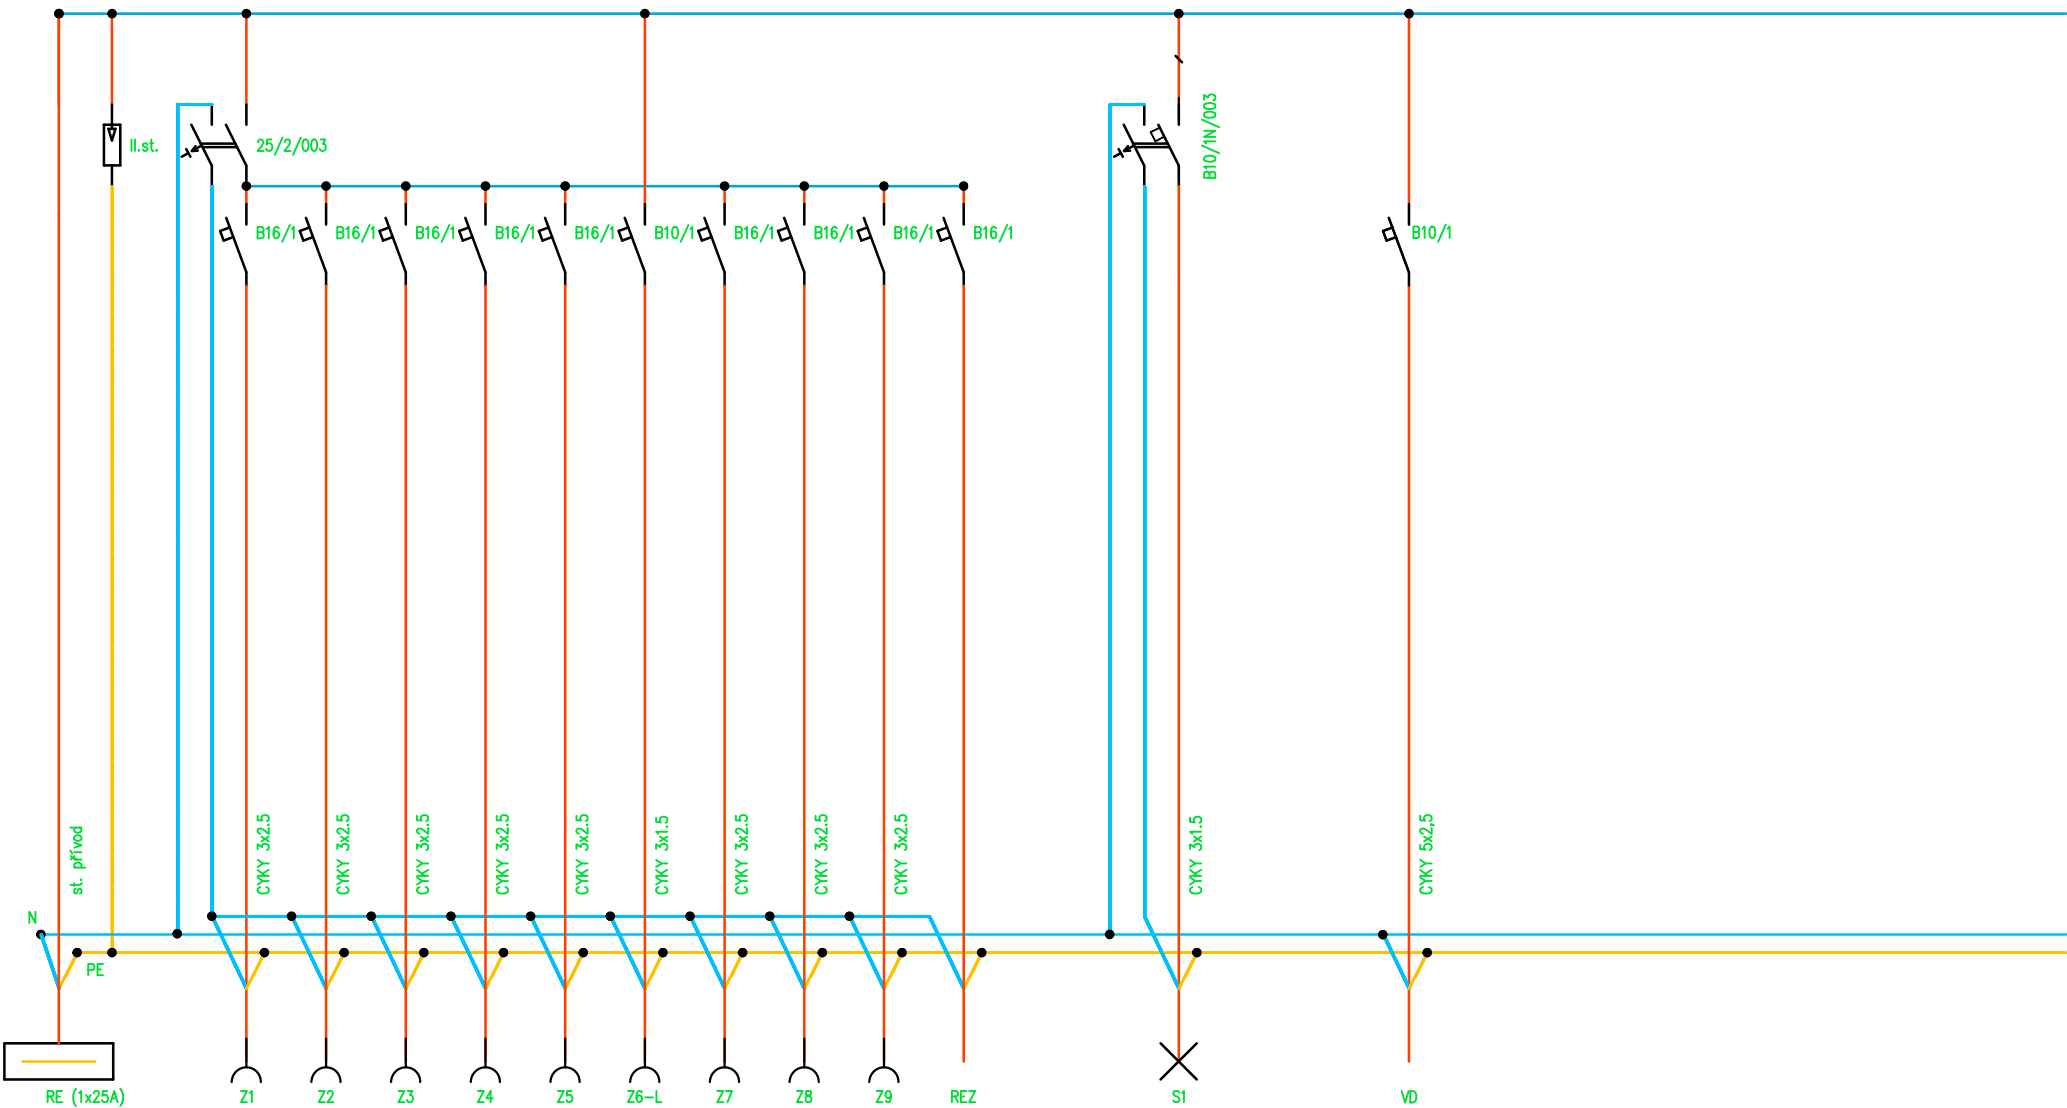 II.st.
25/2/003
B10/1N/003
B16/1
B16/1
B16/1
B16/1
B16/1
B10/1
B16/1
B16/1
B16/1
B16/1
B10/1
st. přívod
CYKY 3x2.5
CYKY 3x2.5
CYKY 3x2.5
CYKY 3x2.5
CYKY 3x2.5
CYKY 3x1.5
CYKY 3x2.5
CYKY 3x2.5
CYKY 3x2.5
CYKY 3x1.5
CYKY 5x2,5
N
PE
RE (1x25A)
Z1
Z2
Z3
Z4
Z5
Z6-L
Z7
Z8
Z9
REZ
S1
VD